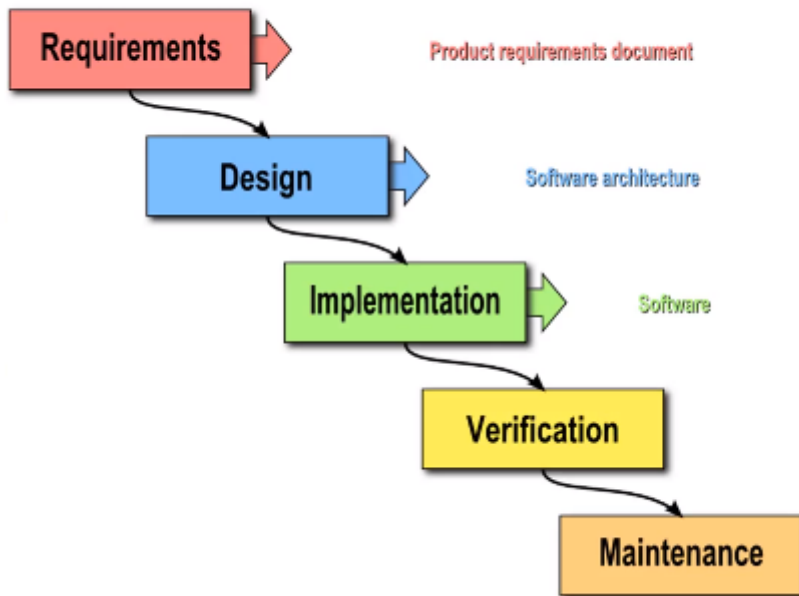 Requirements
Product requirements document
Design
Software architecture
Implementation
Software
Verification
Maintenance